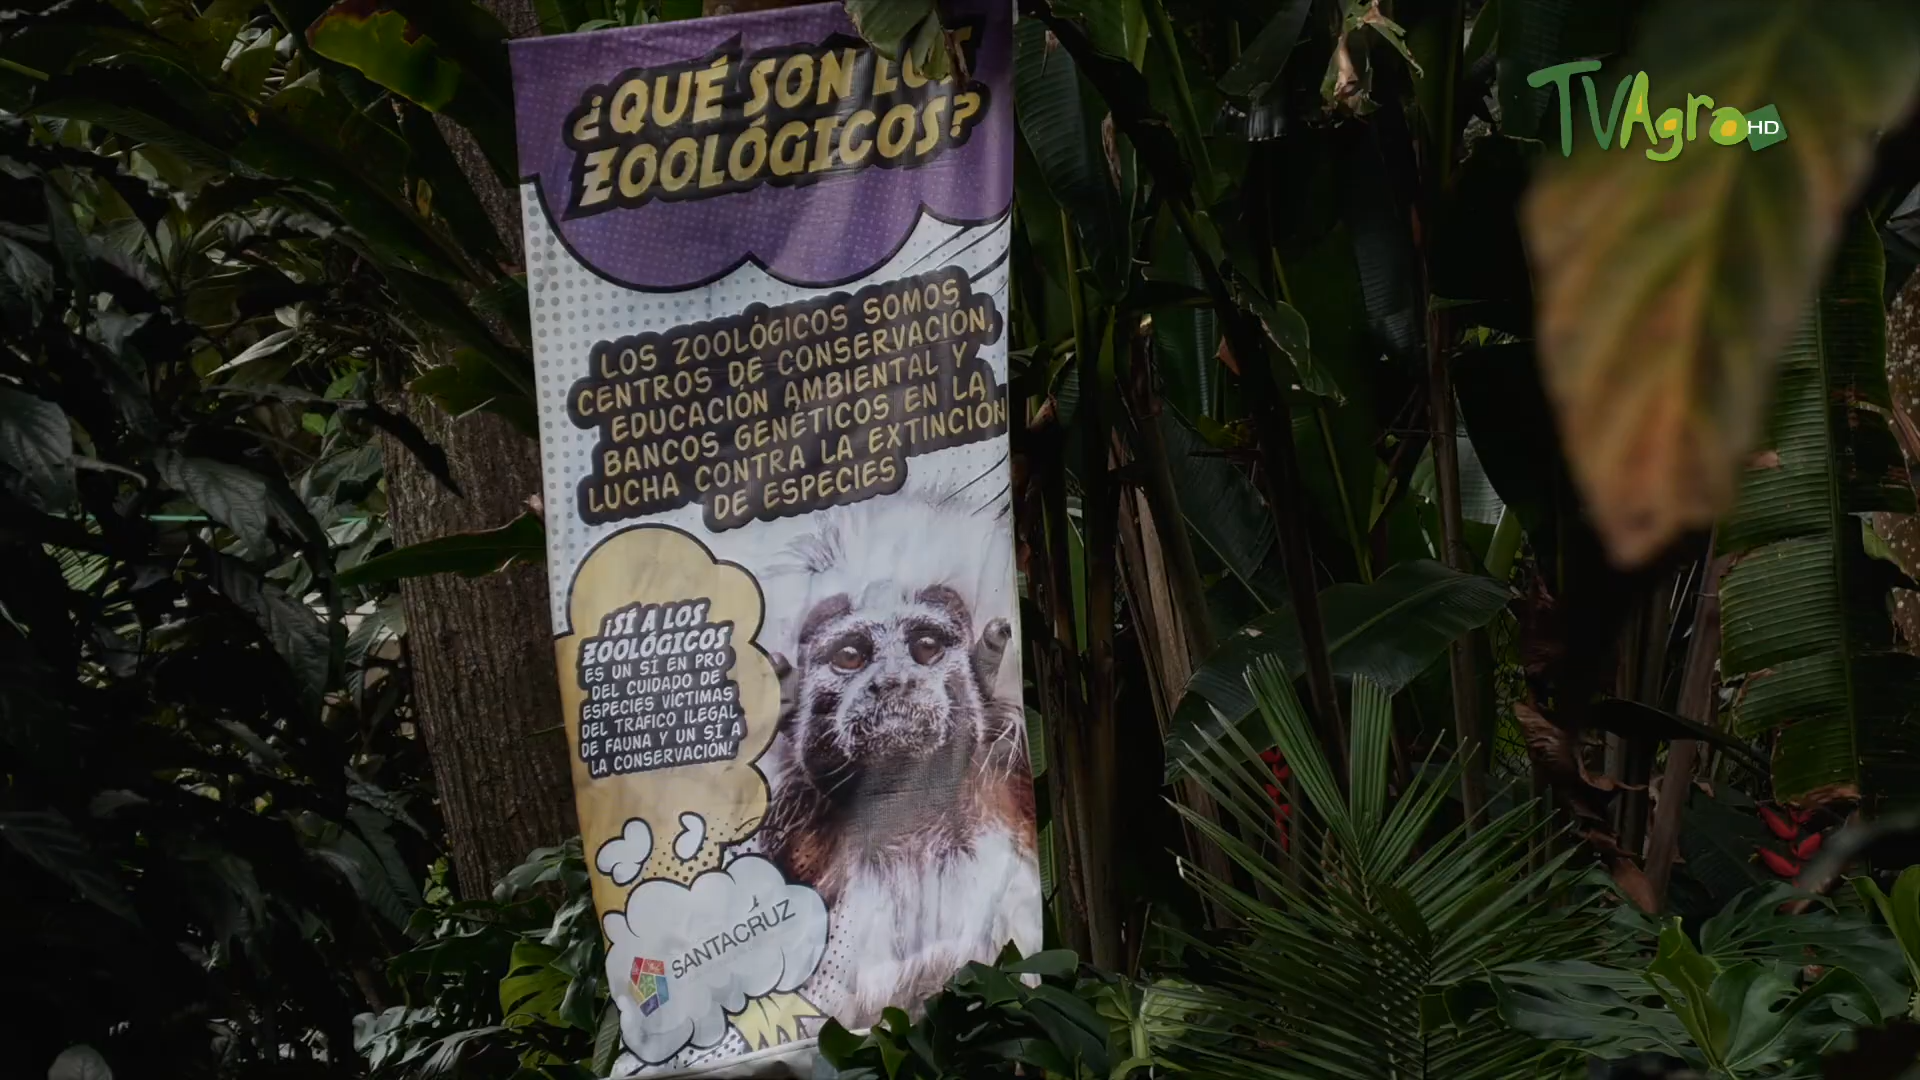 ¿QUÉ SON LOS
ZOOLÓGICOS?
LOS ZOOLÓGICOS SOMOS
CENTROS DE CONSERVACIÓN,
EDUCACIÓN AMBIENTAL Y
BANCOS GENÉTICOS EN LA
LUCHA CONTRA LA EXTINCIÓN
DE ESPECIES
¡SÍ A LOS
ZOOLÓGICOS
ES UN SÍ EN PRO
DEL CUIDADO DE
ESPECIES VÍCTIMAS
DEL TRÁFICO ILEGAL
DE FAUNA Y UN SÍ A
LA CONSERVACIÓN!
SANTACRUZ
TVAgro HD